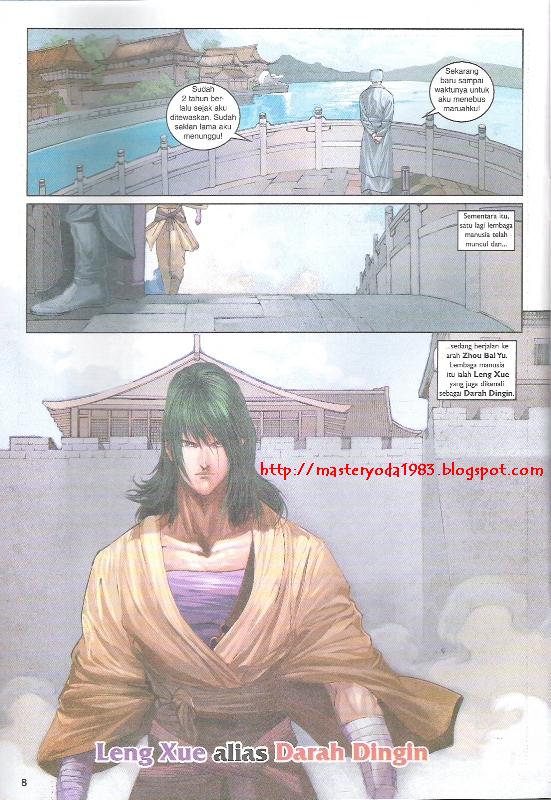 Sudah
2 tahun ber-
lalu sejak aku
ditewaskan. Sudah
sekian lama aku
menunggu!
Sekarang
baru sampai
waktunya untuk
aku menebus
maruahku!
Sementara itu,
satu lagi lembaga
manusia telah
muncul dan...
...sedang berjalan ke
arah Zhou Bai Yu.
Lembaga manusia
itu ialah Leng Xue
yang juga dikenali
sebagai Darah Dingin.
http://masteryoda1983.blogspot.com
Leng Xue alias Darah Dingin
8